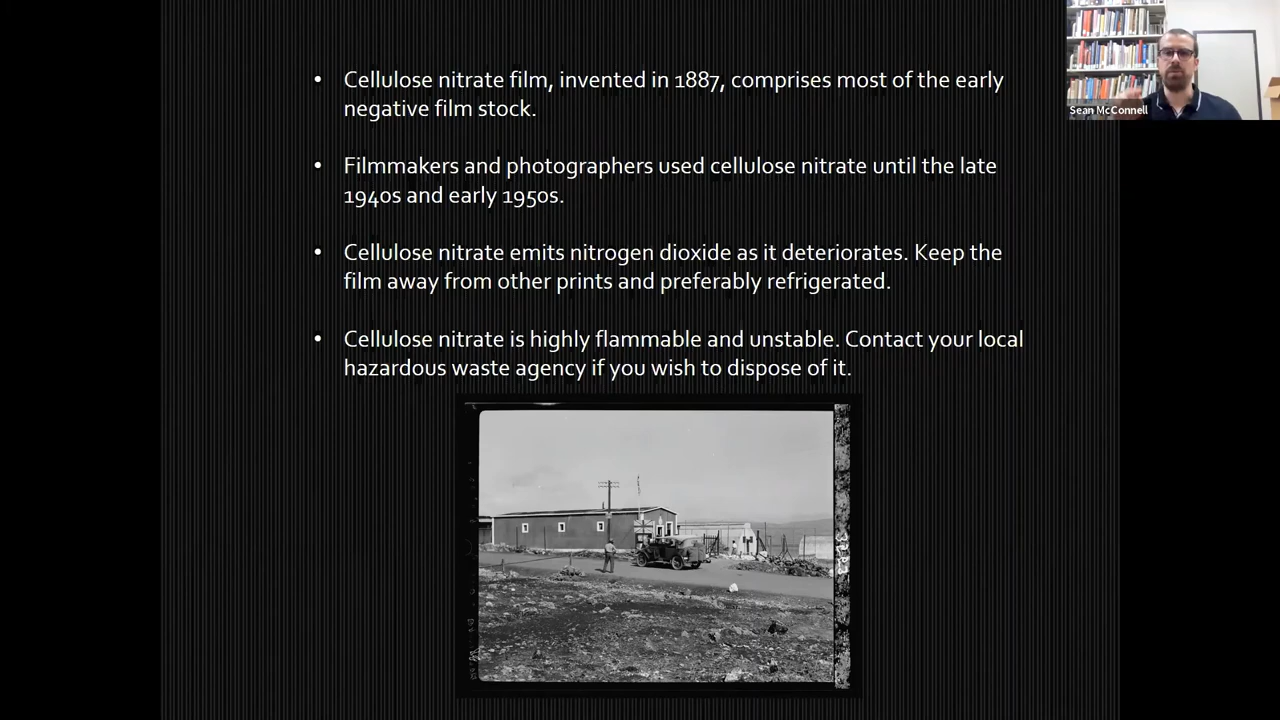 • Cellulose nitrate film, invented in 1887, comprises most of the early
negative film stock.
• Filmmakers and photographers used cellulose nitrate until the late
1940s and early 1950s.
• Cellulose nitrate emits nitrogen dioxide as it deteriorates. Keep the
film away from other prints and preferably refrigerated.
• Cellulose nitrate is highly flammable and unstable. Contact your local
hazardous waste agency if you wish to dispose of it.
Sean McConnell